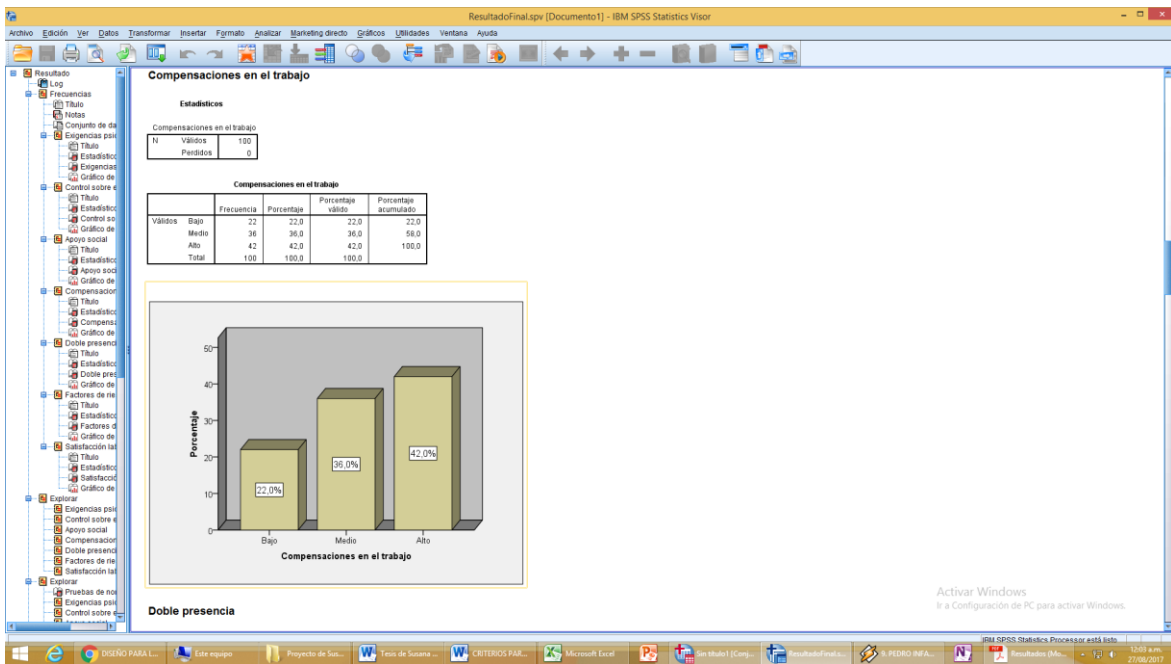 ResultadoFinal.spv [Documento1] - IBM SPSS Statistics Visor
Archivo Edición Ver Datos Transformar Insertar Formato Analizar Marketing directo Gráficos Utilidades Ventana Ayuda
Resultado
Log
Frecuencias
Título
Notas
Conjunto de da
Exigencias psic
Título
Estadístico
Exigencias
Gráfico de
Control sobre e
Título
Estadístico
Control so
Gráfico de
Apoyo social
Título
Estadístico
Apoyo soci
Gráfico de
Compensacion
Título
Estadístico
Compensa
Gráfico de
Doble presenci
Título
Estadístico
Doble pres
Gráfico de
Factores de rie
Título
Estadístico
Factores d
Gráfico de
Satisfacción lab
Título
Estadístico
Satisfacció
Gráfico de
Explorar
Exigencias psic
Control sobre e
Apoyo social
Compensacion
Doble presenci
Factores de rie
Satisfacción lab
Explorar
Pruebas de nor
Exigencias psic
Control sobre e
Compensaciones en el trabajo
Estadísticos
Compensaciones en el trabajo
N Válidos 100
Perdidos 0
Compensaciones en el trabajo
Frecuencia Porcentaje Porcentaje válido Porcentaje acumulado
Válidos Bajo 22 22,0 22,0 22,0
Medio 36 36,0 36,0 58,0
Alto 42 42,0 42,0 100,0
Total 100 100,0 100,0
50
40
30
20
10
0
Porcentaje
22,0%
36,0%
42,0%
Bajo Medio Alto
Compensaciones en el trabajo
Doble presencia
Activar Windows
Ir a Configuración de PC para activar Windows.
IBM SPSS Statistics Processor está listo
DISEÑO PARA L... Este equipo Proyecto de Sus... Tesis de Susana ... CRITERIOS PAR... Microsoft Excel Sin título1 [Conj... ResultadoFinal.s... 9. PEDRO INFA... Resultados (Mo... 12:03 a.m.
27/08/2017